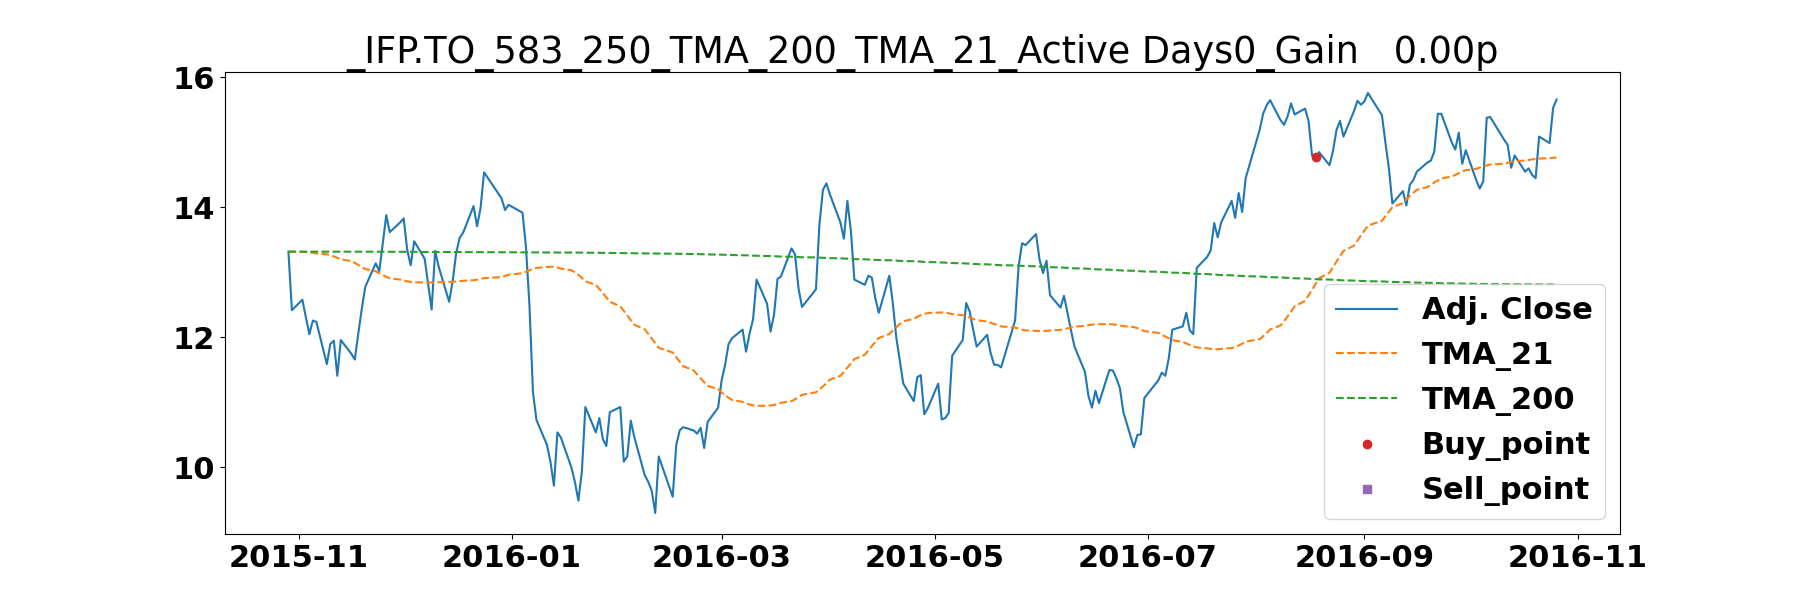 _IFP.TO_583_250_TMA_200_TMA_21_Active Days0_Gain   0.00p
16
14
12
10
2015-11 2016-01 2016-03 2016-05 2016-07 2016-09 2016-11
Adj. Close
TMA_21
TMA_200
Buy_point
Sell_point